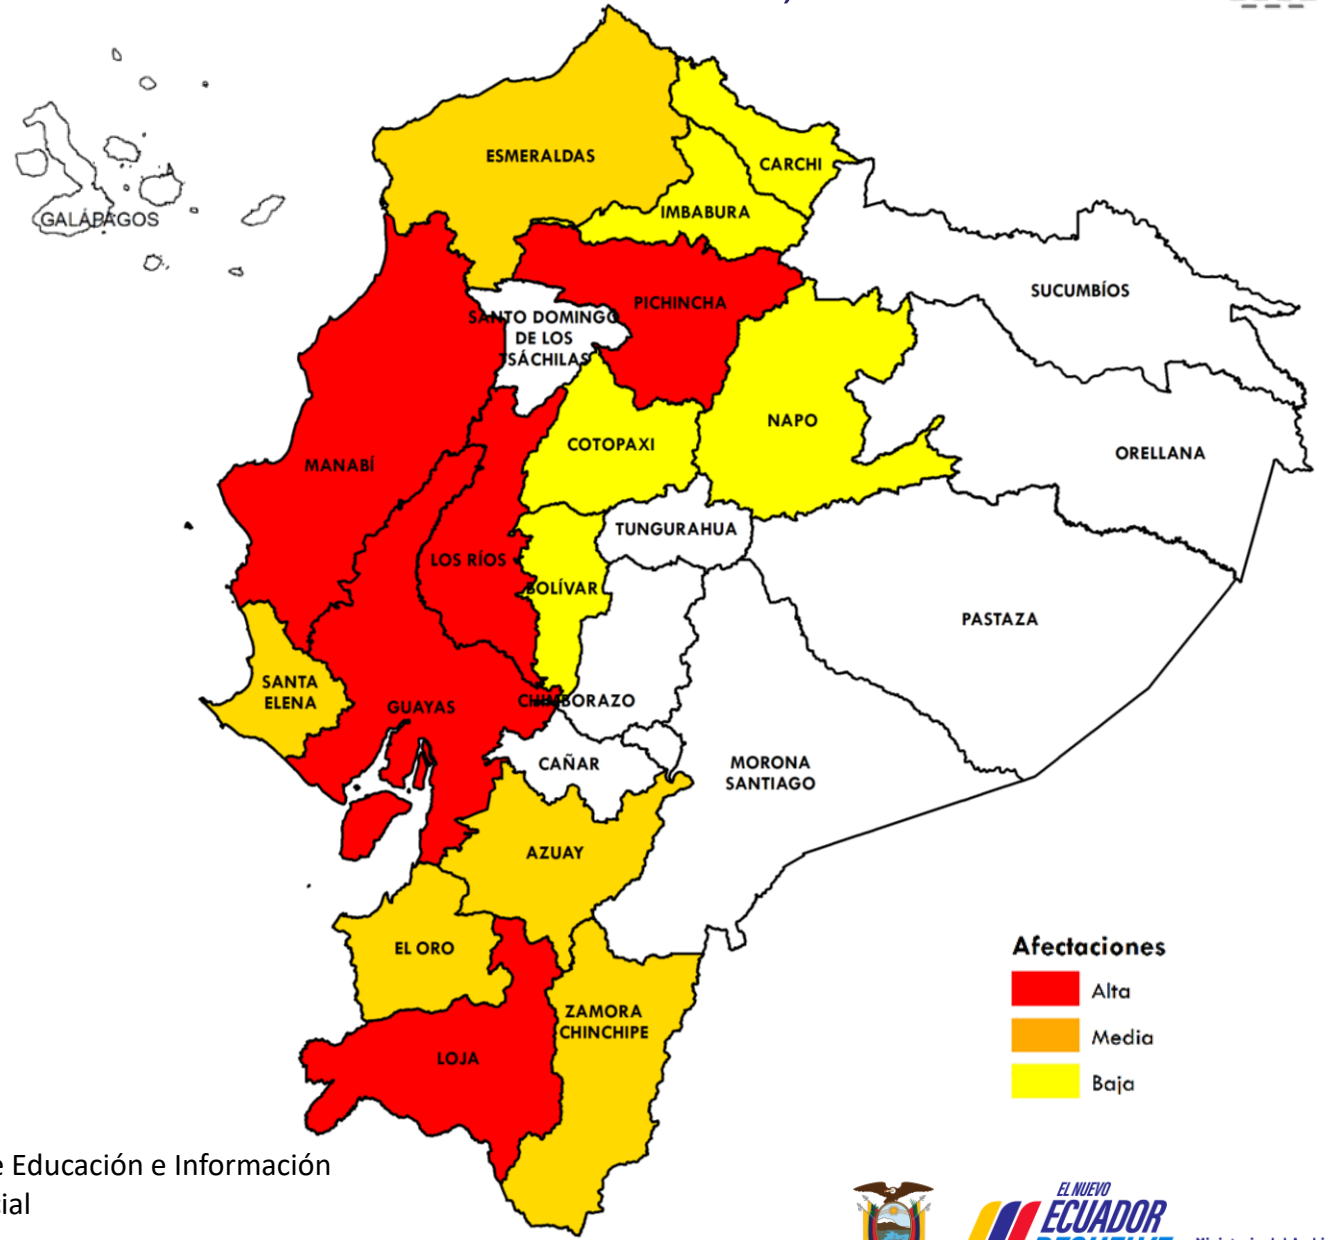 ESMERALDAS
CARCHI
IMBABURA
GALÁPAGOS
SUCUMBÍOS
PICHINCHA
SANTO DOMINGO
DE LOS
TSÁCHILAS
NAPO
COTOPAXI
ORELLANA
MANABÍ
TUNGURAHUA
LOS RÍOS
BOLÍVAR
PASTAZA
SANTA
ELENA
GUAYAS
CHIMBORAZO
CAÑAR
MORONA
SANTIAGO
AZUAY
EL ORO
ZAMORA
CHINCHIPE
LOJA
Afectaciones
Alta
Media
Baja
e Educación e Información
cial
EL NUEVO
ECUADOR